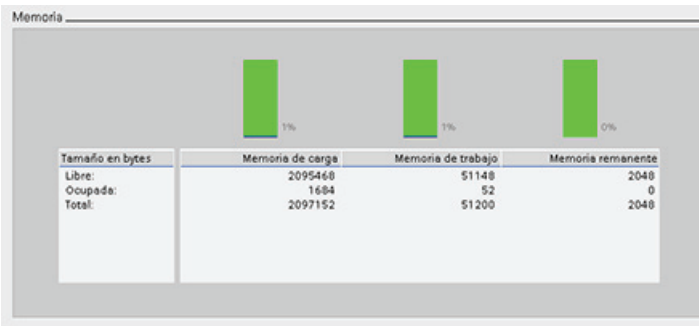 Memoria
1% 1% 0%
Tamaño en bytes Memoria de carga Memoria de trabajo Memoria remanente
Libre: 2095468 51148 2048
Ocupada: 1684 52 0
Total: 2097152 51200 2048